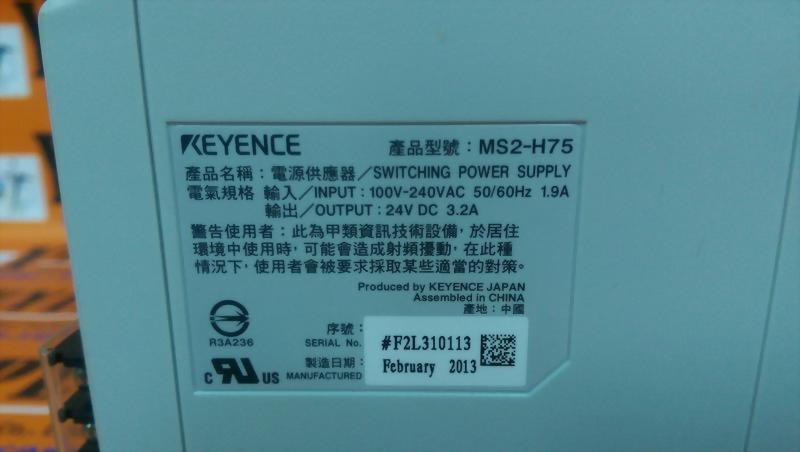 KEYENCE 產品型號：MS2-H75
產品名稱：電源供應器／SWITCHING POWER SUPPLY
電氣規格 輸入／INPUT：100V-240VAC 50/60Hz 1.9A
輸出／OUTPUT：24V DC 3.2A
警告使用者：此為甲類資訊技術設備，於居住
環境中使用時，可能會造成射頻擾動，在此種
情況下，使用者會被要求採取某些適當的對策。
Produced by KEYENCE JAPAN
Assembled in CHINA
產地：中國
R3A236
序號：
SERIAL No.
#F2L310113
製造日期：
MANUFACTURED
February 2013
c RU US